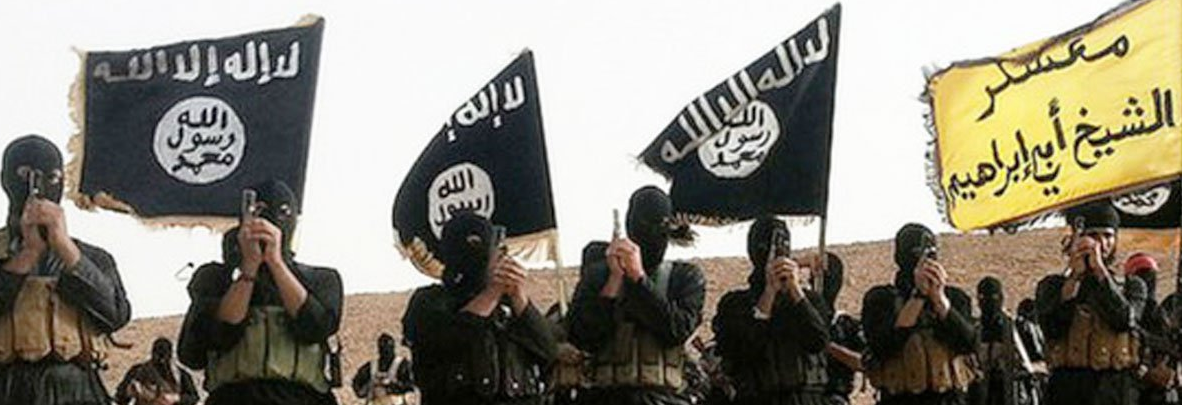 لا إله إلا الله
الله
رسول
محمد
لا إله إ
الله
رسول
لا إله إلا الله
الله
رسول
محمد
معسكر
الشيخ أبي إبراهيم
محمد